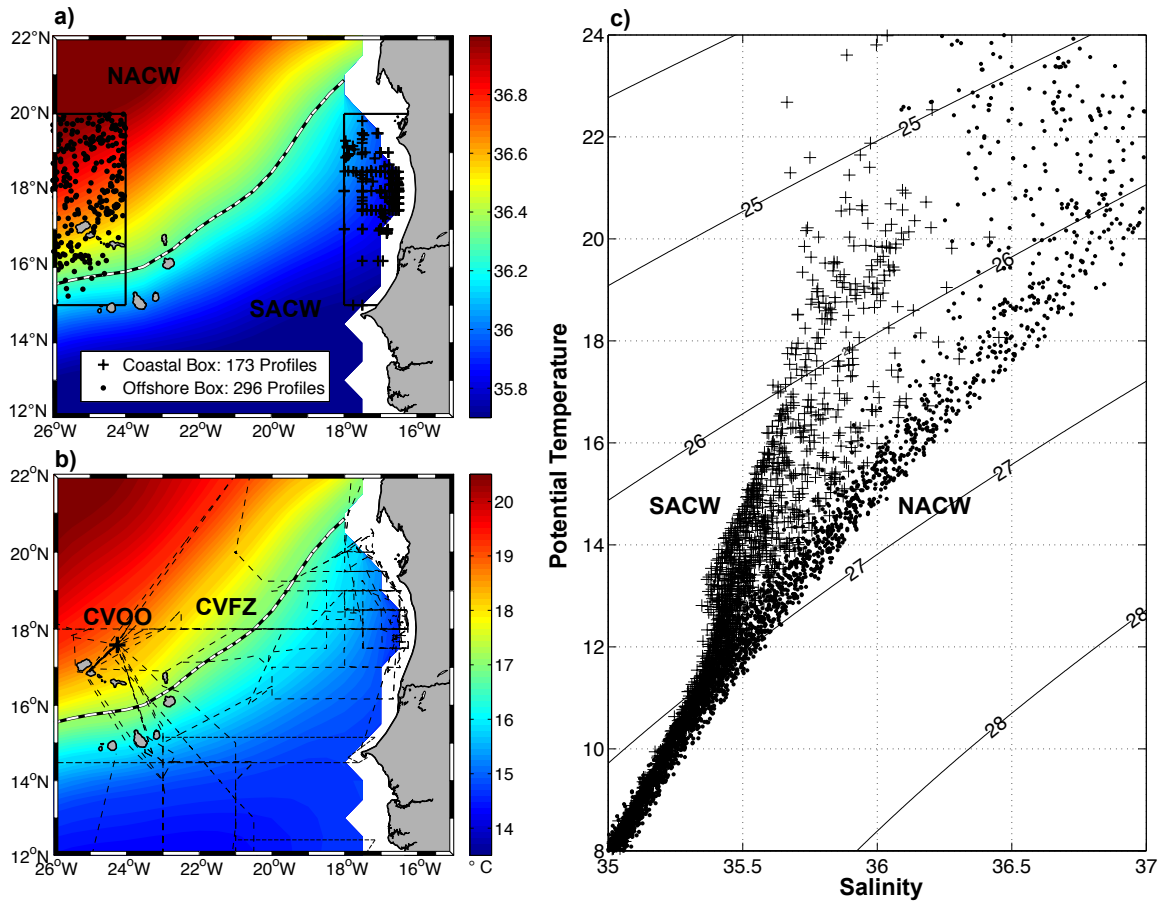 a)
22°N
20°N
18°N
16°N
14°N
12°N
26°W
24°W
22°W
20°W
18°W
16°W
NACW
SACW
Coastal Box: 173 Profiles
Offshore Box: 296 Profiles
36.8
36.6
36.4
36.2
36
35.8
b)
22°N
20°N
18°N
16°N
14°N
12°N
26°W
24°W
22°W
20°W
18°W
16°W
CVOO
CVFZ
20
19
18
17
16
15
14
° C
c)
24
22
20
18
16
14
12
10
8
35
35.5
36
36.5
37
Potential Temperature
Salinity
25
25
26
26
27
27
28
28
SACW
NACW